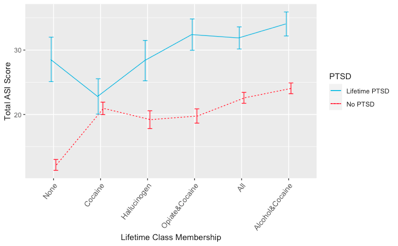 Total ASI Score
30
20
None
Cocaine
Hallucinogen
Opiate&Cocaine
All
Alcohol&Cocaine
Lifetime Class Membership
PTSD
Lifetime PTSD
No PTSD